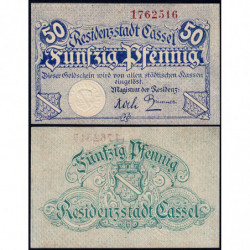 1762516
50 Residenzstadt Cassel 50
Fünfzig Pfennig
Dieser Geldschein wird von allen städtischen Kassen
eingelöst.
Magistrat der Residenz:
Fünfzig Pfennig
Residenzstadt Cassel